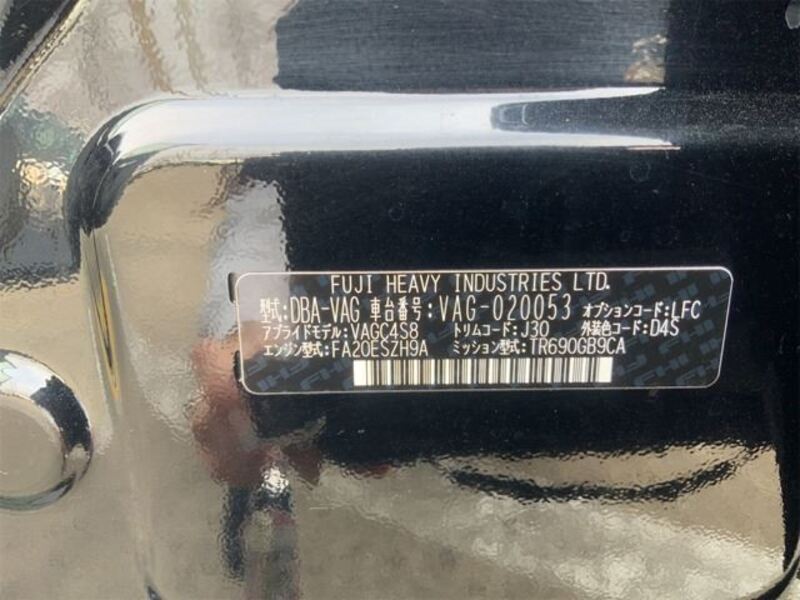 FUJI HEAVY INDUSTRIES LTD.
型式:DBA-VAG 車台番号:VAG-020053 オプションコード:LFC
アプライドモデル:VAGC4S8 トリムコード:J30 外装色コード:D4S
エンジン型式:FA20ESZH9A ミッション型式:TR690GB9CA